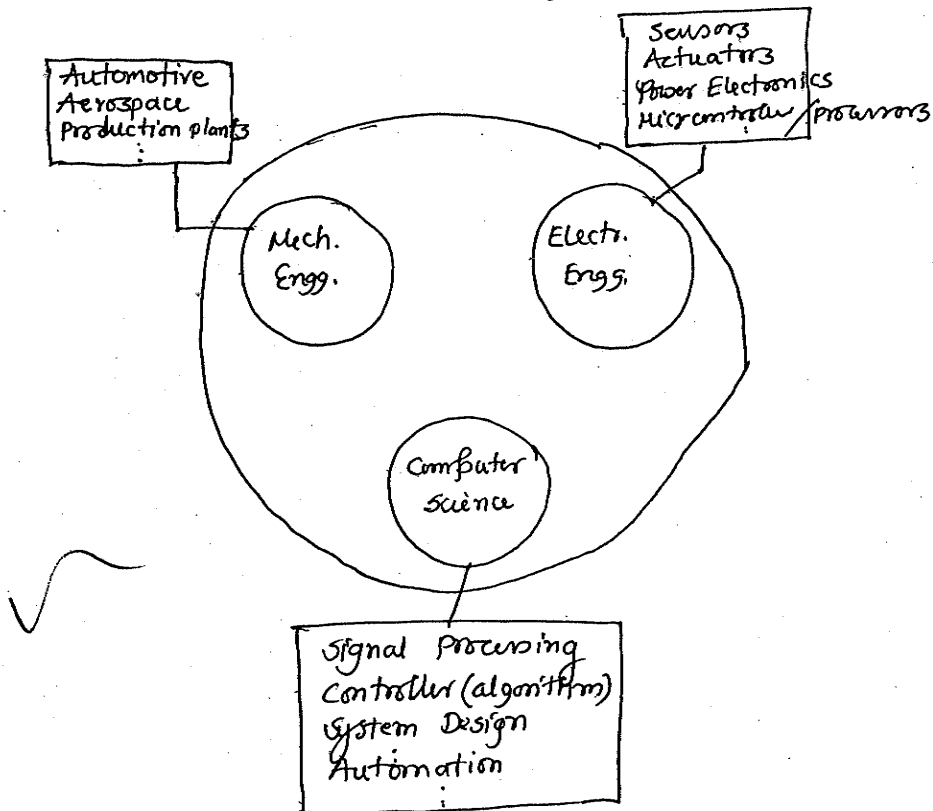 Automotive
Aerospace
Production plants
⋮
Sensors
Actuators
Power Electronics
Microcontroller/processors
⋮
Mech.
Engg.
Electr.
Engg.
Computer
Science
Signal Processing
Controller (algorithm)
System Design
Automation
⋮